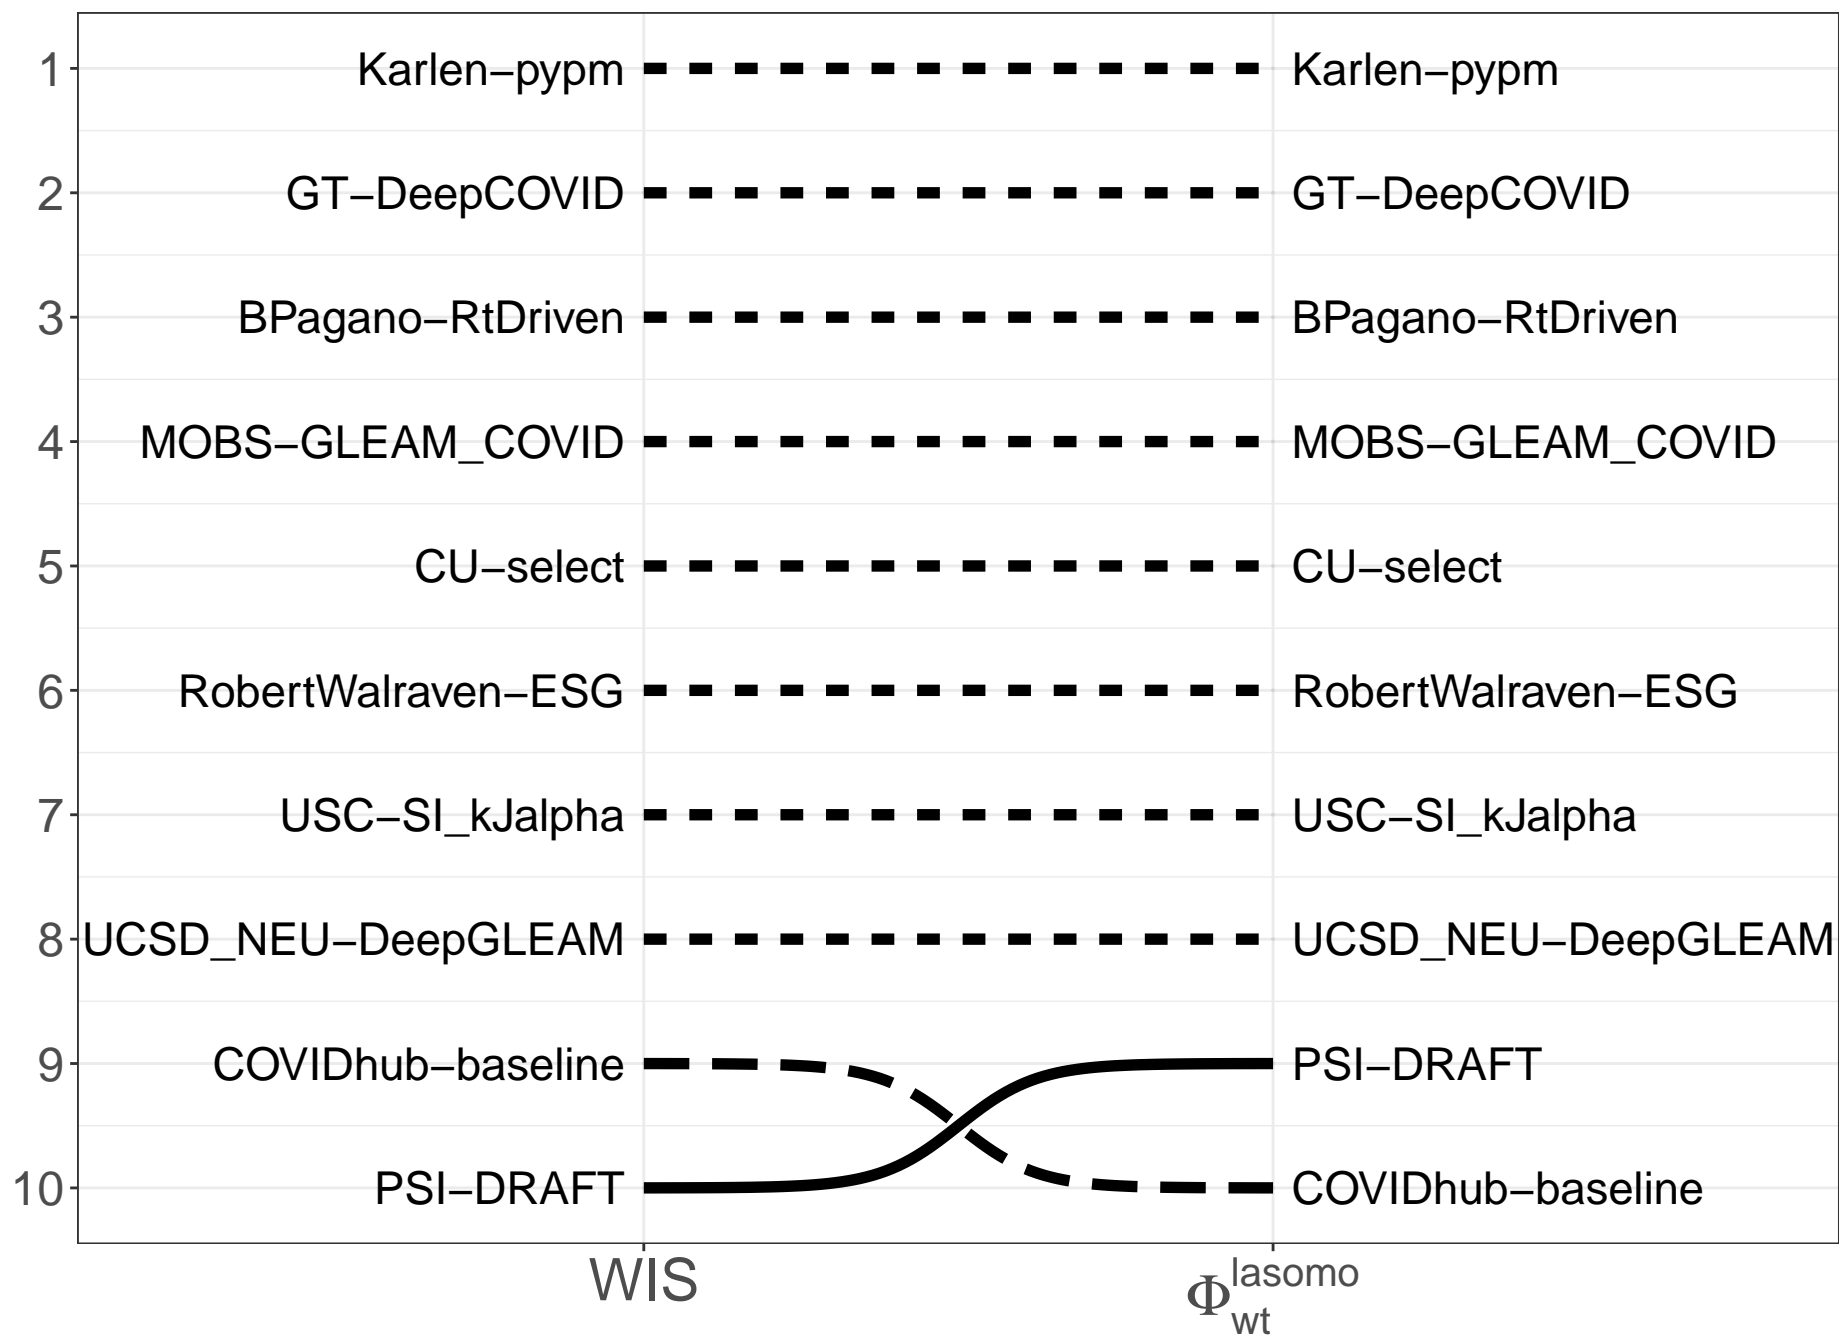 1 Karlen–pypm Karlen–pypm
2 GT–DeepCOVID GT–DeepCOVID
3 BPagano–RtDriven BPagano–RtDriven
4 MOBS–GLEAM_COVID MOBS–GLEAM_COVID
5 CU–select CU–select
6 RobertWalraven–ESG RobertWalraven–ESG
7 USC–SI_kJalpha USC–SI_kJalpha
8 UCSD_NEU–DeepGLEAM UCSD_NEU–DeepGLEAM
9 COVIDhub–baseline PSI–DRAFT
10 PSI–DRAFT COVIDhub–baseline
WIS Φ lasomo wt